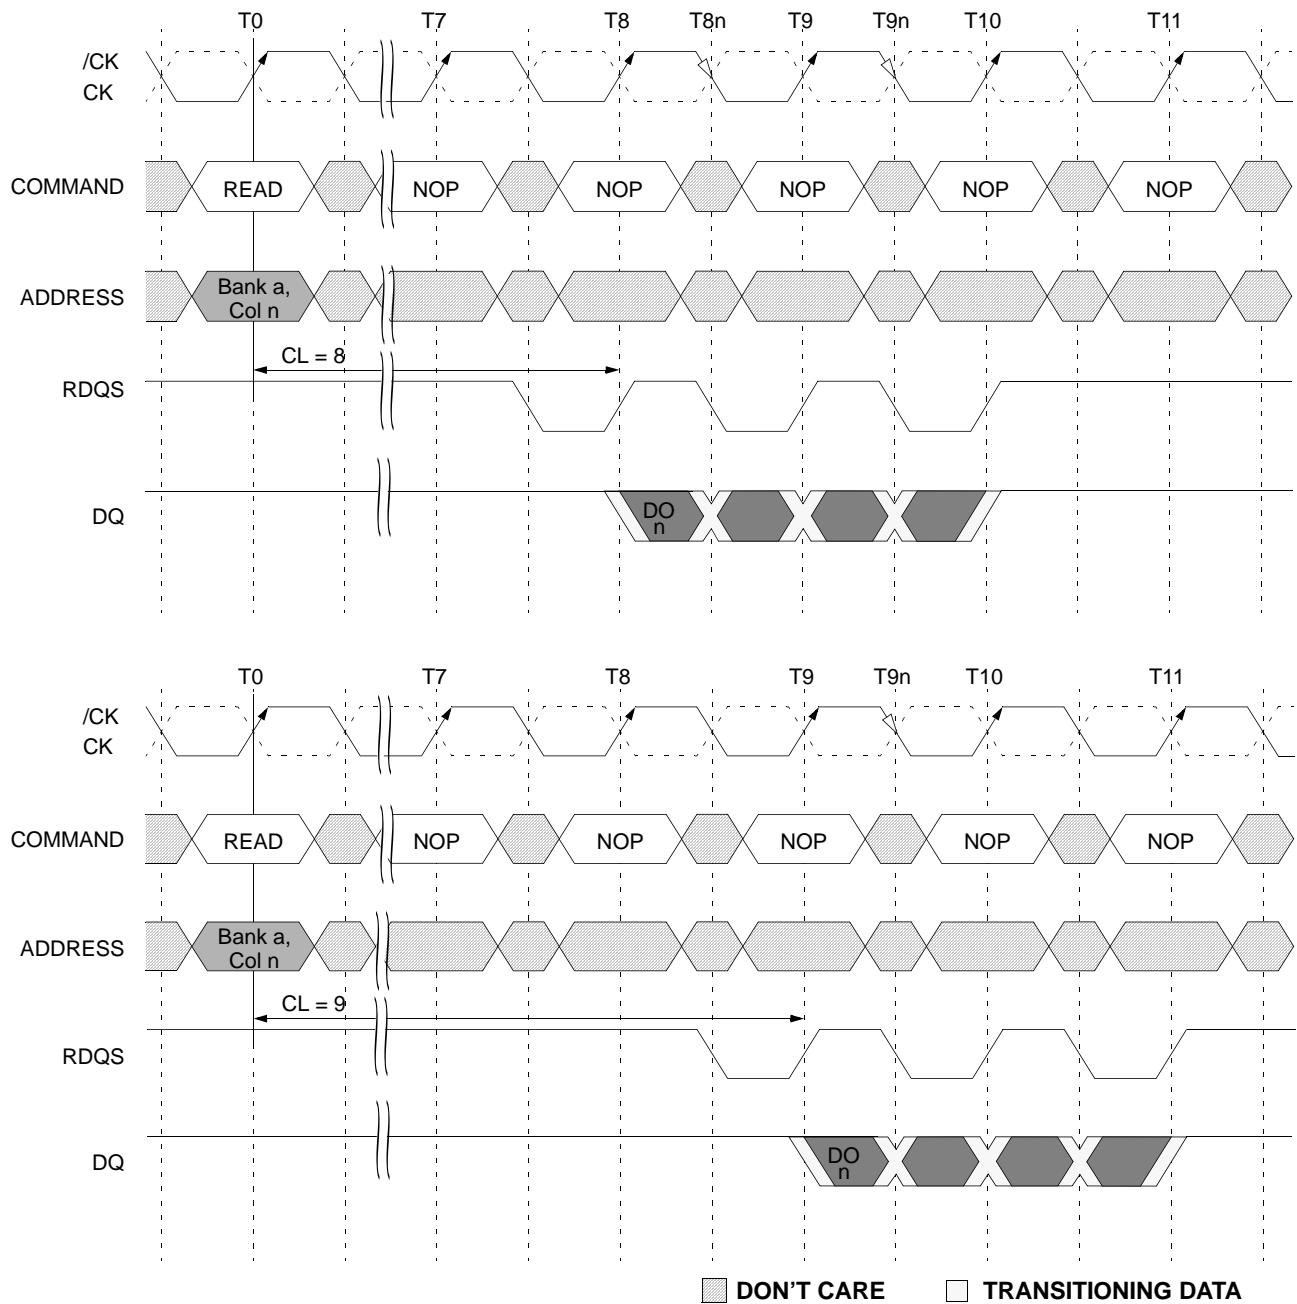 T0 T7 T8 T8n T9 T9n T10 T11
/CK
CK
COMMAND READ NOP NOP NOP NOP NOP
ADDRESS Bank a,
Col n
CL = 8
RDQS
DQ DO
n
T0 T7 T8 T9 T9n T10 T11
/CK
CK
COMMAND READ NOP NOP NOP NOP NOP
ADDRESS Bank a,
Col n
CL = 9
RDQS
DQ DO
n
DON'T CARE TRANSITIONING DATA